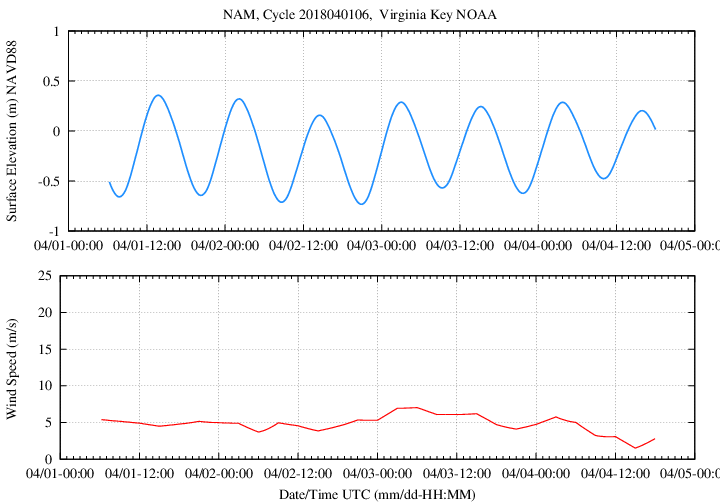 NAM, Cycle 2018040106,  Virginia Key NOAA
Surface Elevation (m) NAVD88
1
0.5
0
-0.5
-1
04/01-00:00 04/01-12:00 04/02-00:00 04/02-12:00 04/03-00:00 04/03-12:00 04/04-00:00 04/04-12:00 04/05-0
Wind Speed (m/s)
25
20
15
10
5
0
04/01-00:00 04/01-12:00 04/02-00:00 04/02-12:00 04/03-00:00 04/03-12:00 04/04-00:00 04/04-12:00 04/05-0
Date/Time UTC (mm/dd-HH:MM)